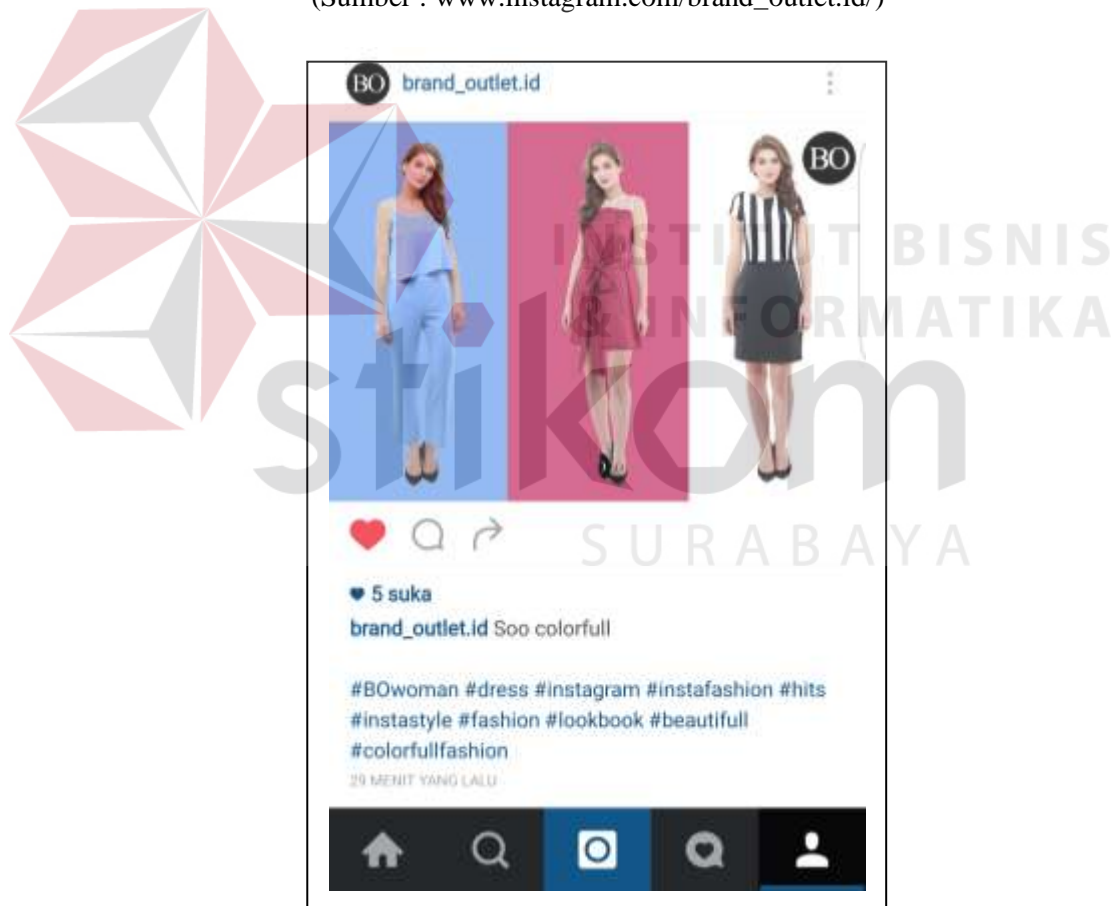 (Sumber : www.instagram.com/brand_outlet.id/)
BO brand_outlet.id
BO
INSTITUT BISNIS
& INFORMATIKA
stikom
SURABAYA
5 suka
brand_outlet.id Soo colorfull
#BOwoman #dress #instagram #instafashion #hits
#instastyle #fashion #lookbook #beautifull
#colorfullfashion
29 MENIT YANG LALU